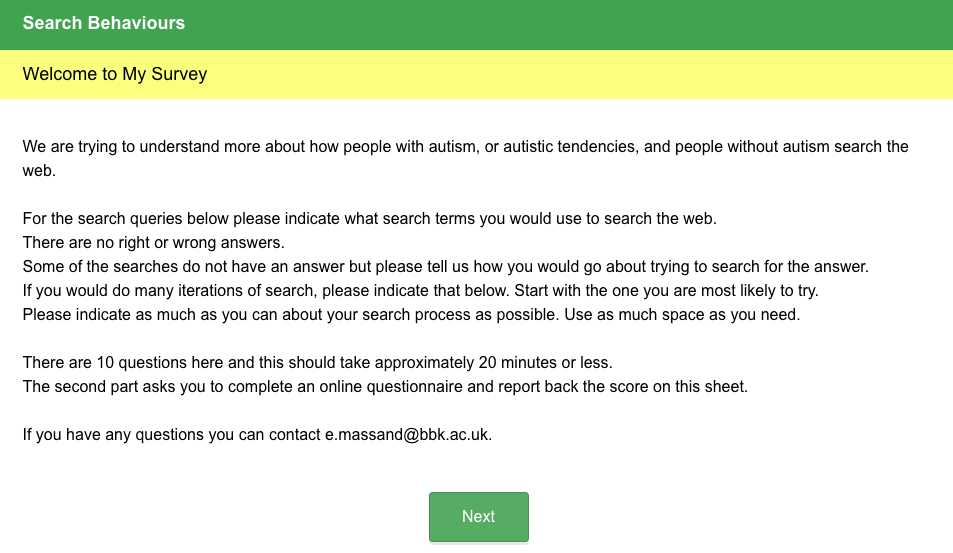 Search Behaviours
Welcome to My Survey
We are trying to understand more about how people with autism, or autistic tendencies, and people without autism search the
web.
For the search queries below please indicate what search terms you would use to search the web.
There are no right or wrong answers.
Some of the searches do not have an answer but please tell us how you would go about trying to search for the answer.
If you would do many iterations of search, please indicate that below. Start with the one you are most likely to try.
Please indicate as much as you can about your search process as possible. Use as much space as you need.
There are 10 questions here and this should take approximately 20 minutes or less.
The second part asks you to complete an online questionnaire and report back the score on this sheet.
If you have any questions you can contact e.massand@bbk.ac.uk.
Next